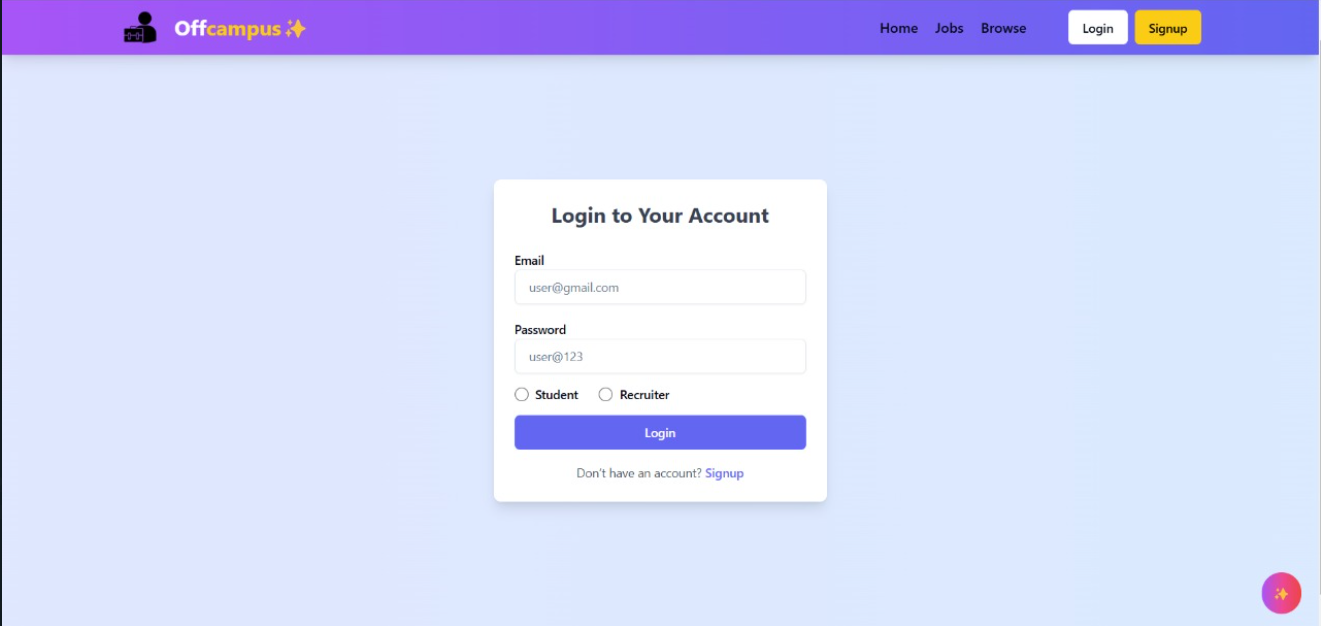 Offcampus✨ Home Jobs Browse Login Signup
Login to Your Account
Email
user@gmail.com
Password
user@123
Student Recruiter
Login
Don't have an account? Signup